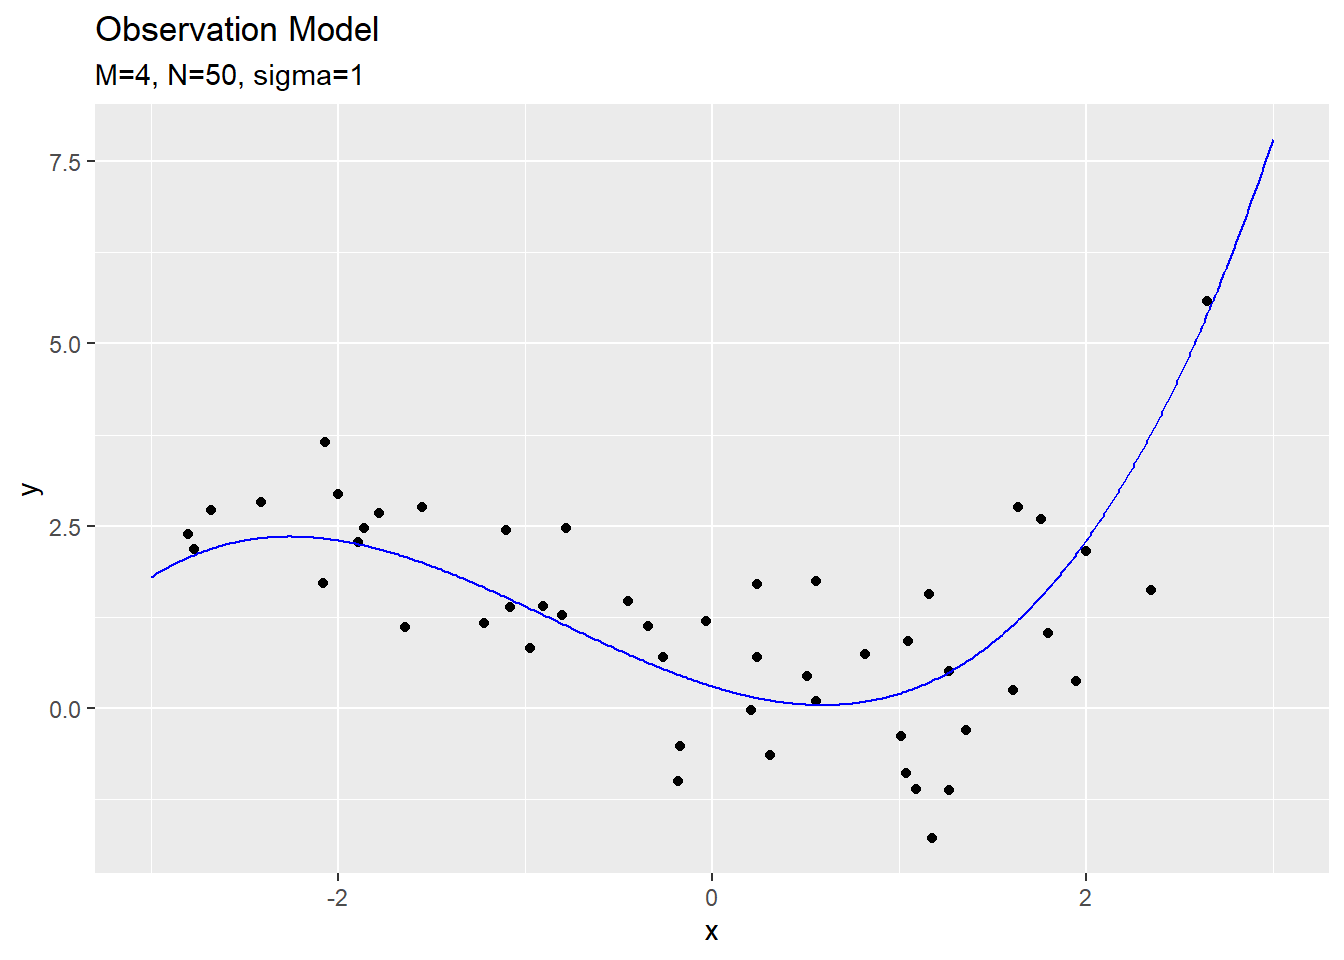 Observation Model
M=4, N=50, sigma=1
7.5
5.0
2.5
0.0
y
-2 0 2
x